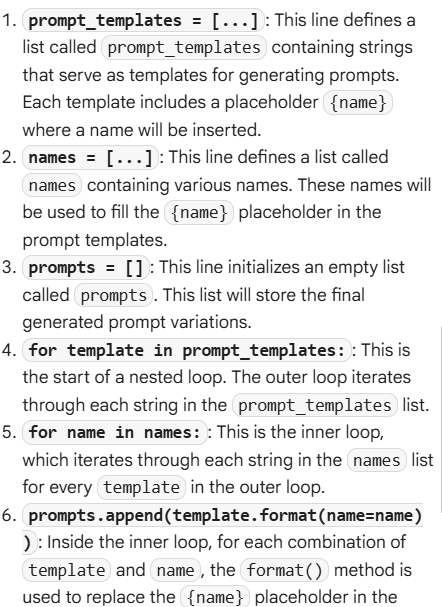 1. prompt_templates = [...]: This line defines a
list called prompt_templates containing strings
that serve as templates for generating prompts.
Each template includes a placeholder {name}
where a name will be inserted.
2. names = [...]: This line defines a list called
names containing various names. These names will
be used to fill the {name} placeholder in the
prompt templates.
3. prompts = []: This line initializes an empty list
called prompts. This list will store the final
generated prompt variations.
4. for template in prompt_templates:: This is
the start of a nested loop. The outer loop iterates
through each string in the prompt_templates list.
5. for name in names:: This is the inner loop,
which iterates through each string in the names list
for every template in the outer loop.
6. prompts.append(template.format(name=name)
): Inside the inner loop, for each combination of
template and name, the format() method is
used to replace the {name} placeholder in the